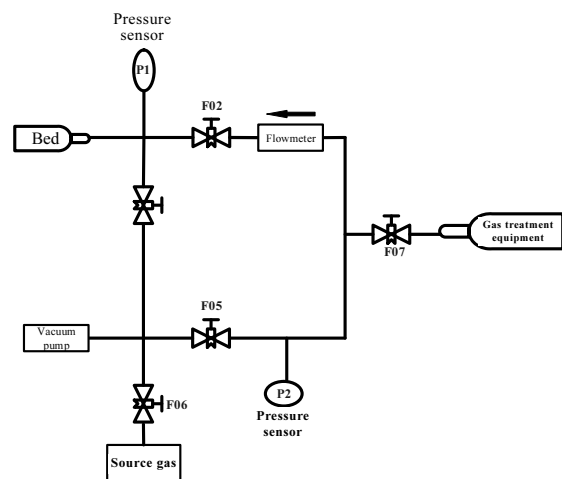 Pressure
sensor
P1
F02
Bed
Flowmeter
Gas treatment
equipment
F07
F05
Vacuum
pump
P2
F06
Pressure
sensor
Source gas